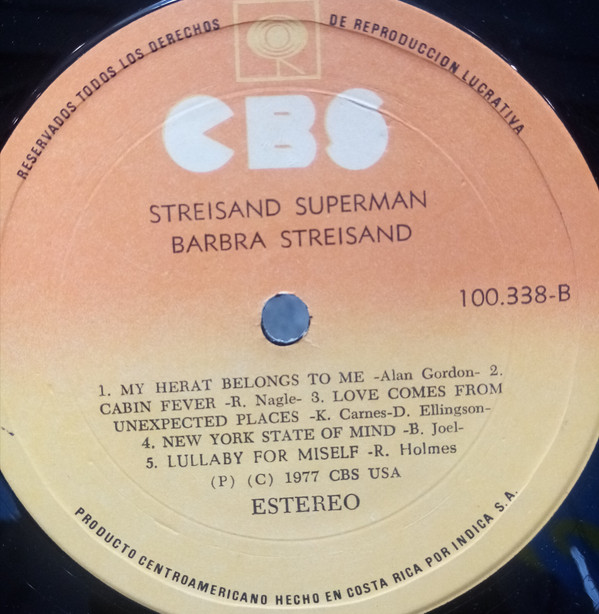 RESERVADOS TODOS LOS DERECHOS DE REPRODUCCION LUCRATIVA
CBS
STREISAND SUPERMAN
BARBRA STREISAND
100.338-B
1. MY HERAT BELONGS TO ME -Alan Gordon- 2.
CABIN FEVER -R. Nagle- 3. LOVE COMES FROM
UNEXPECTED PLACES -K. Carnes-D. Ellingson-
4. NEW YORK STATE OF MIND -B. Joel-
5. LULLABY FOR MISELF -R. Holmes
(P) (C) 1977 CBS USA
ESTEREO
PRODUCTO CENTROAMERICANO HECHO EN COSTA RICA POR INDICA S.A.